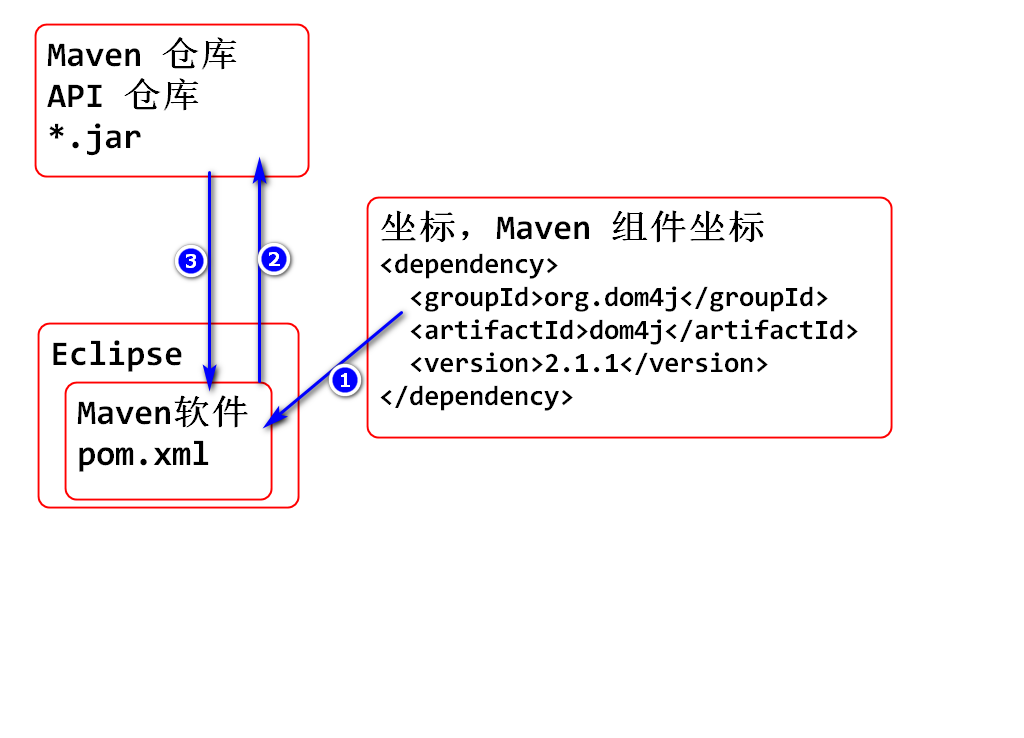 Maven 仓库
API 仓库
*.jar
坐标，Maven 组件坐标
<dependency>
  <groupId>org.dom4j</groupId>
  <artifactId>dom4j</artifactId>
  <version>2.1.1</version>
</dependency>
3
2
1
Eclipse
Maven软件
pom.xml